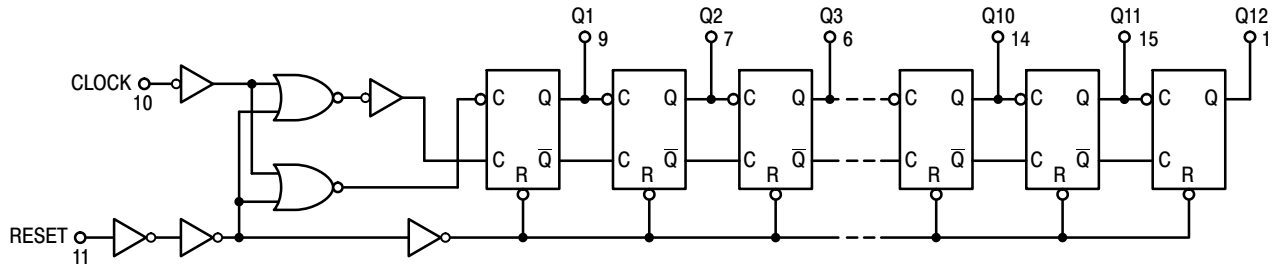 Q1 Q2 Q3 Q10 Q11 Q12
9 7 6 14 15 1
CLOCK
10
C Q C Q C Q C Q C Q C Q
C Q̅ C Q̅ C Q̅ C Q̅ C Q̅ C
R R R R R R
RESET
11